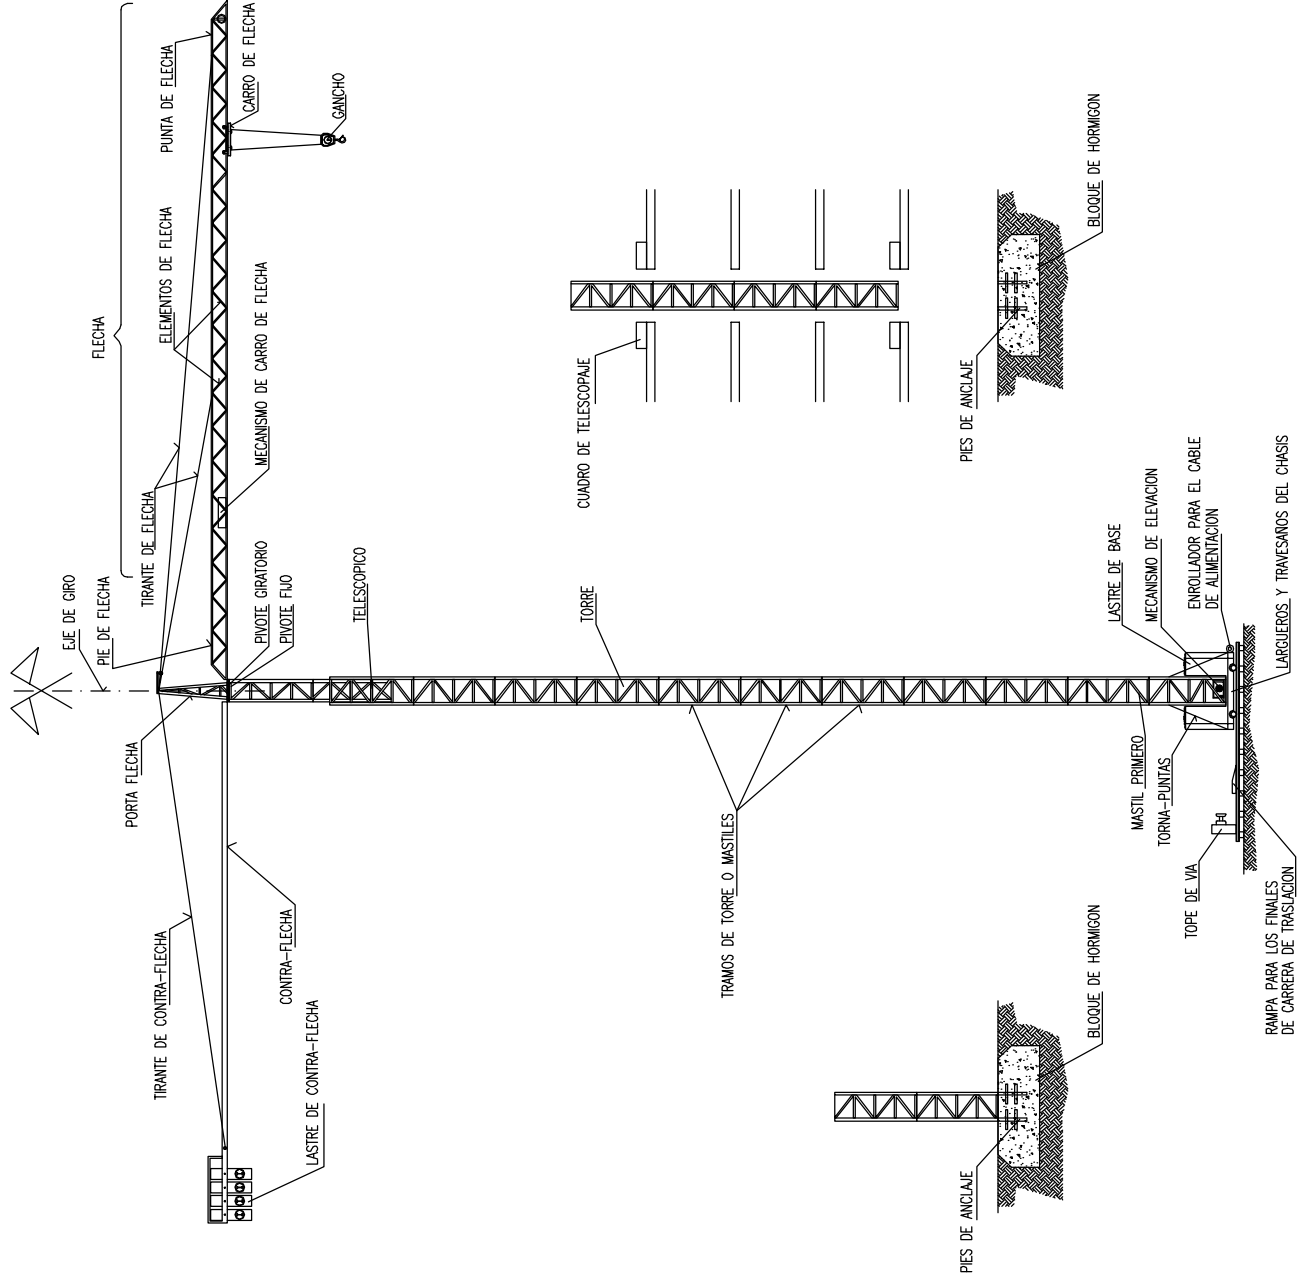 FLECHA
PUNTA DE FLECHA
CARRO DE FLECHA
GANCHO
ELEMENTOS DE FLECHA
MECANISMO DE CARRO DE FLECHA
TIRANTE DE FLECHA
EJE DE GIRO
PIE DE FLECHA
PIVOTE GIRATORIO
PIVOTE FIJO
TELESCOPICO
PORTA FLECHA
TIRANTE DE CONTRA-FLECHA
CONTRA-FLECHA
LASTRE DE CONTRA-FLECHA
CUADRO DE TELESCOPAJE
TORRE
TRAMOS DE TORRE O MASTILES
PIES DE ANCLAJE
BLOQUE DE HORMIGON
LASTRE DE BASE
MECANISMO DE ELEVACION
ENROLLADOR PARA EL CABLE
DE ALIMENTACION
LARGUEROS Y TRAVESAÑOS DEL CHASIS
MASTIL PRIMERO
TORNA-PUNTAS
TOPE DE VIA
RAMPA PARA LOS FINALES
DE CARRERA DE TRASLACION
PIES DE ANCLAJE
BLOQUE DE HORMIGON